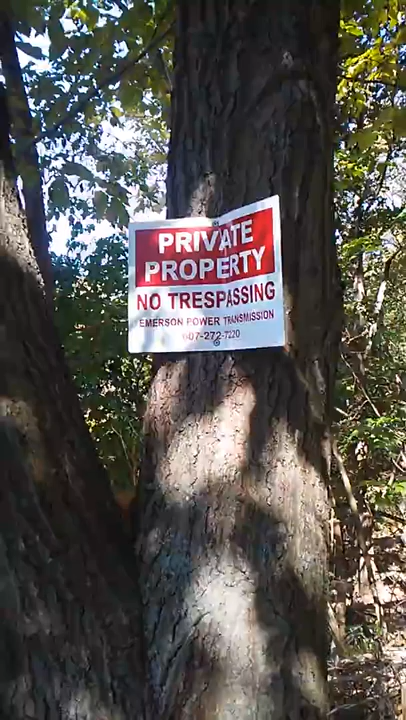 PRIVATE
PROPERTY
NO TRESPASSING
EMERSON POWER TRANSMISSION
607-272-7220